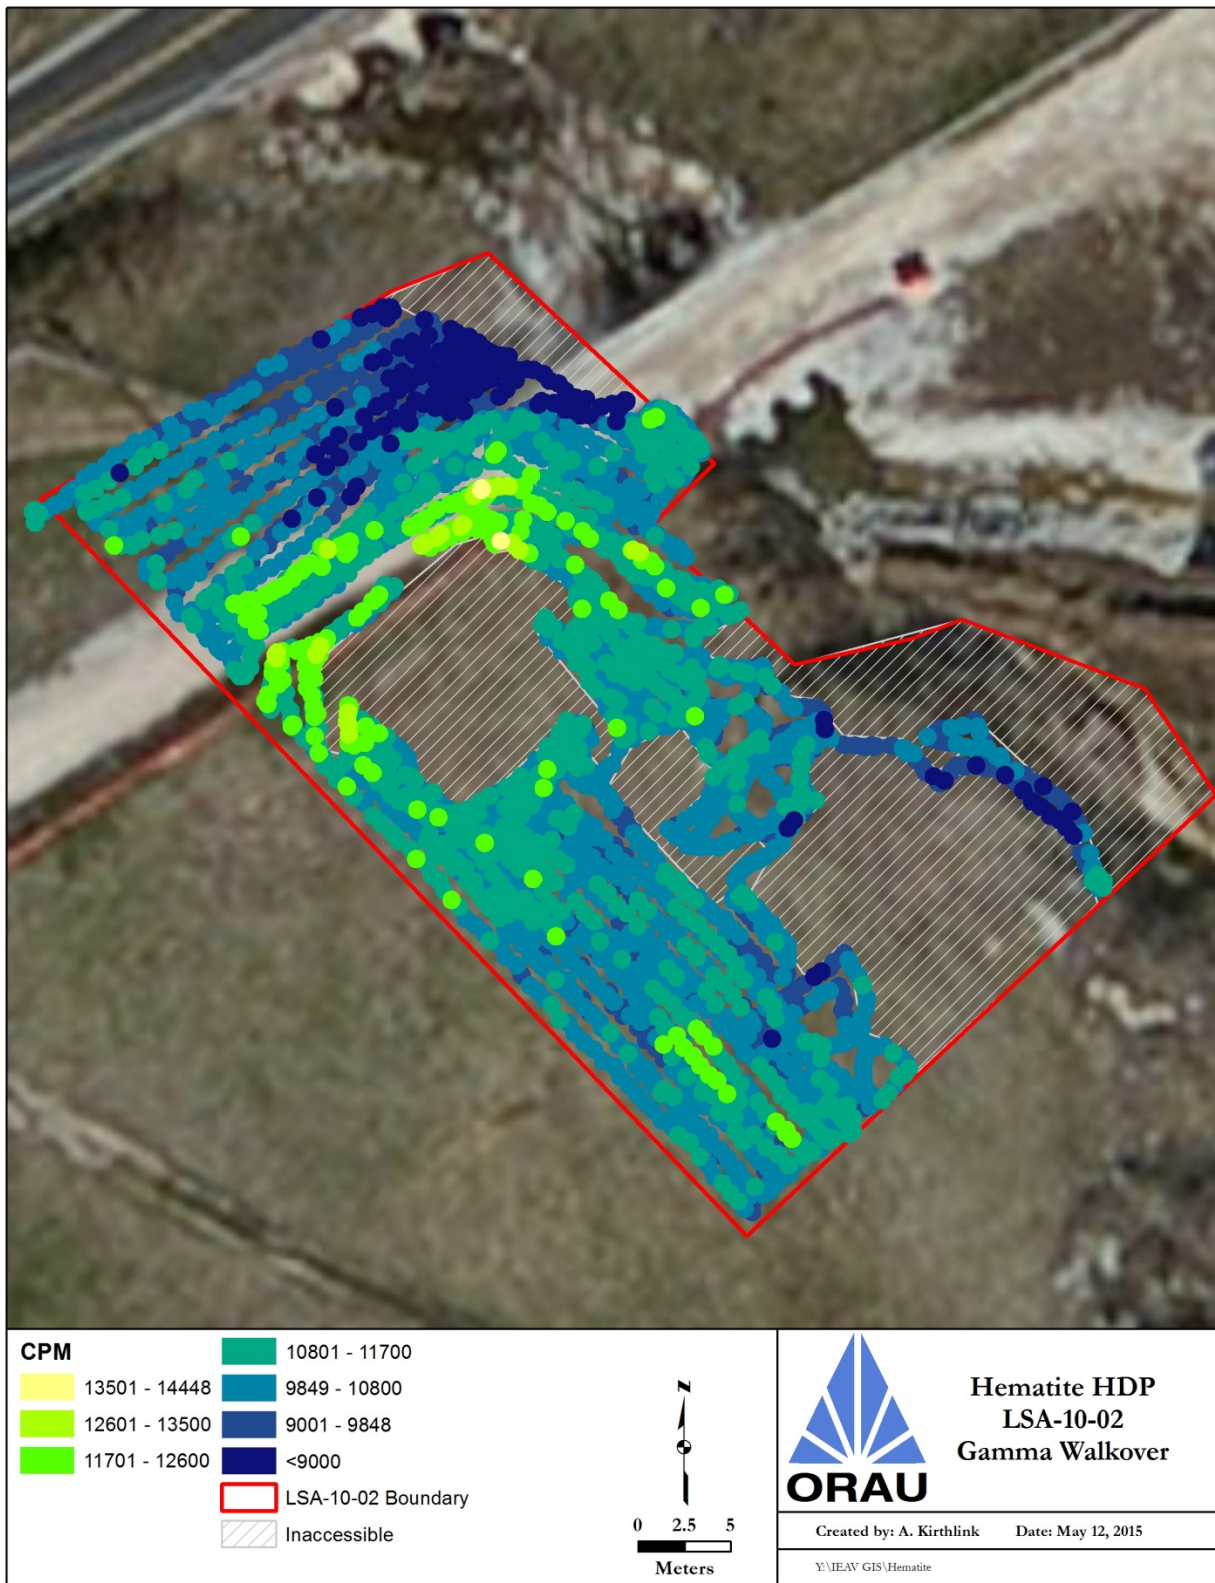 CPM
13501 - 14448
12601 - 13500
11701 - 12600
10801 - 11700
9849 - 10800
9001 - 9848
<9000
LSA-10-02 Boundary
Inaccessible
N
0 2.5 5
Meters
ORAU
Hematite HDP
LSA-10-02
Gamma Walkover
Created by: A. Kirthlink Date: May 12, 2015
Y:\IEAV GIS\Hematite